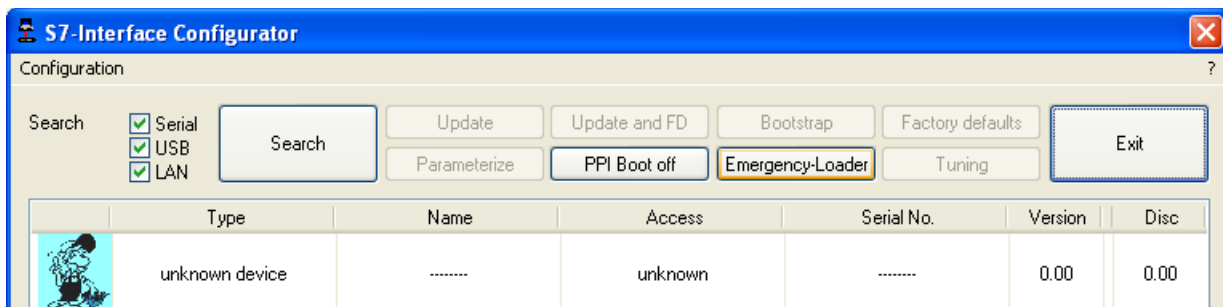 S7-Interface Configurator
Configuration ?
Search Serial USB LAN Search Update Update and FD Bootstrap Factory defaults Exit
Parameterize PPI Boot off Emergency-Loader Tuning
Type Name Access Serial No. Version Disc
unknown device -------- unknown -------- 0.00 0.00